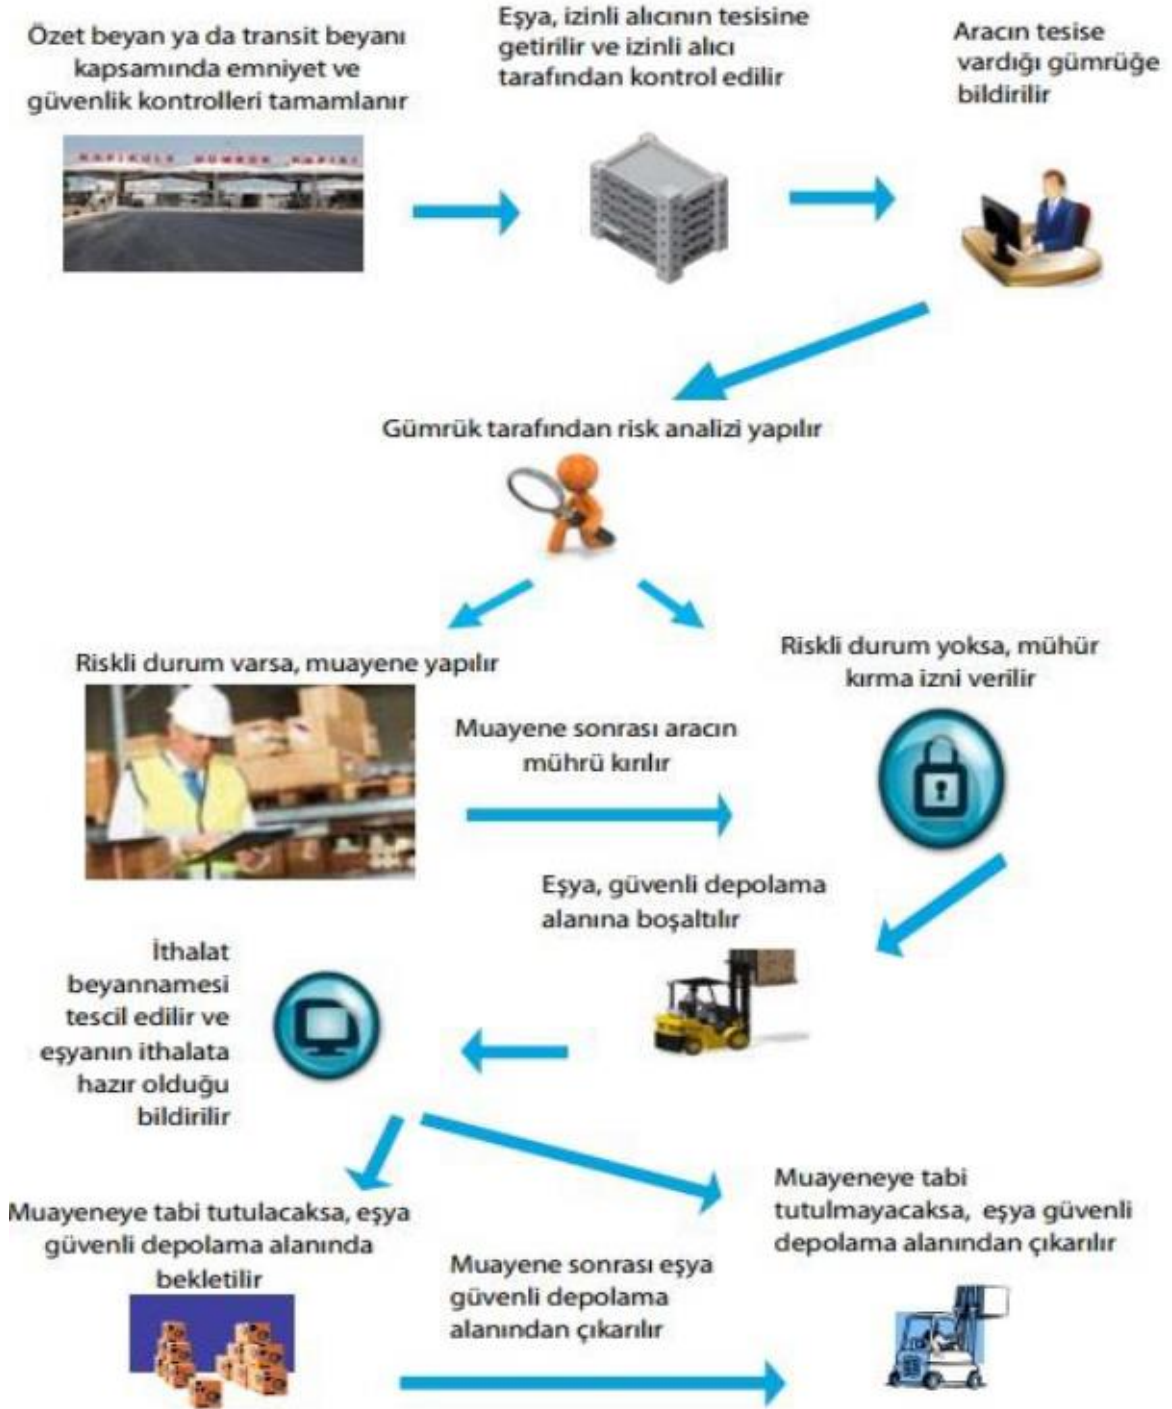 Özet beyan ya da transit beyanı
kapsamında emniyet ve
güvenlik kontrolleri tamamlanır
KAPIKULE GÜMRÜK KAPISI
Eşya, izinli alıcının tesisine
getirilir ve izinli alıcı
tarafından kontrol edilir
Aracın tesise
vardığı gümrüğe
bildirilir
Gümrük tarafından risk analizi yapılır
Riskli durum varsa, muayene yapılır
Riskli durum yoksa, mühür
kırma izni verilir
Muayene sonrası aracın
mührü kırılır
Eşya, güvenli depolama
alanına boşaltılır
İthalat
beyannamesi
tescil edilir ve
eşyanın ithalata
hazır olduğu
bildirilir
Muayeneye tabi tutulacaksa, eşya
güvenli depolama alanında
bekletilir
Muayene sonrası eşya
güvenli depolama
alanından çıkarılır
Muayeneye tabi
tutulmayacaksa, eşya güvenli
depolama alanından çıkarılır